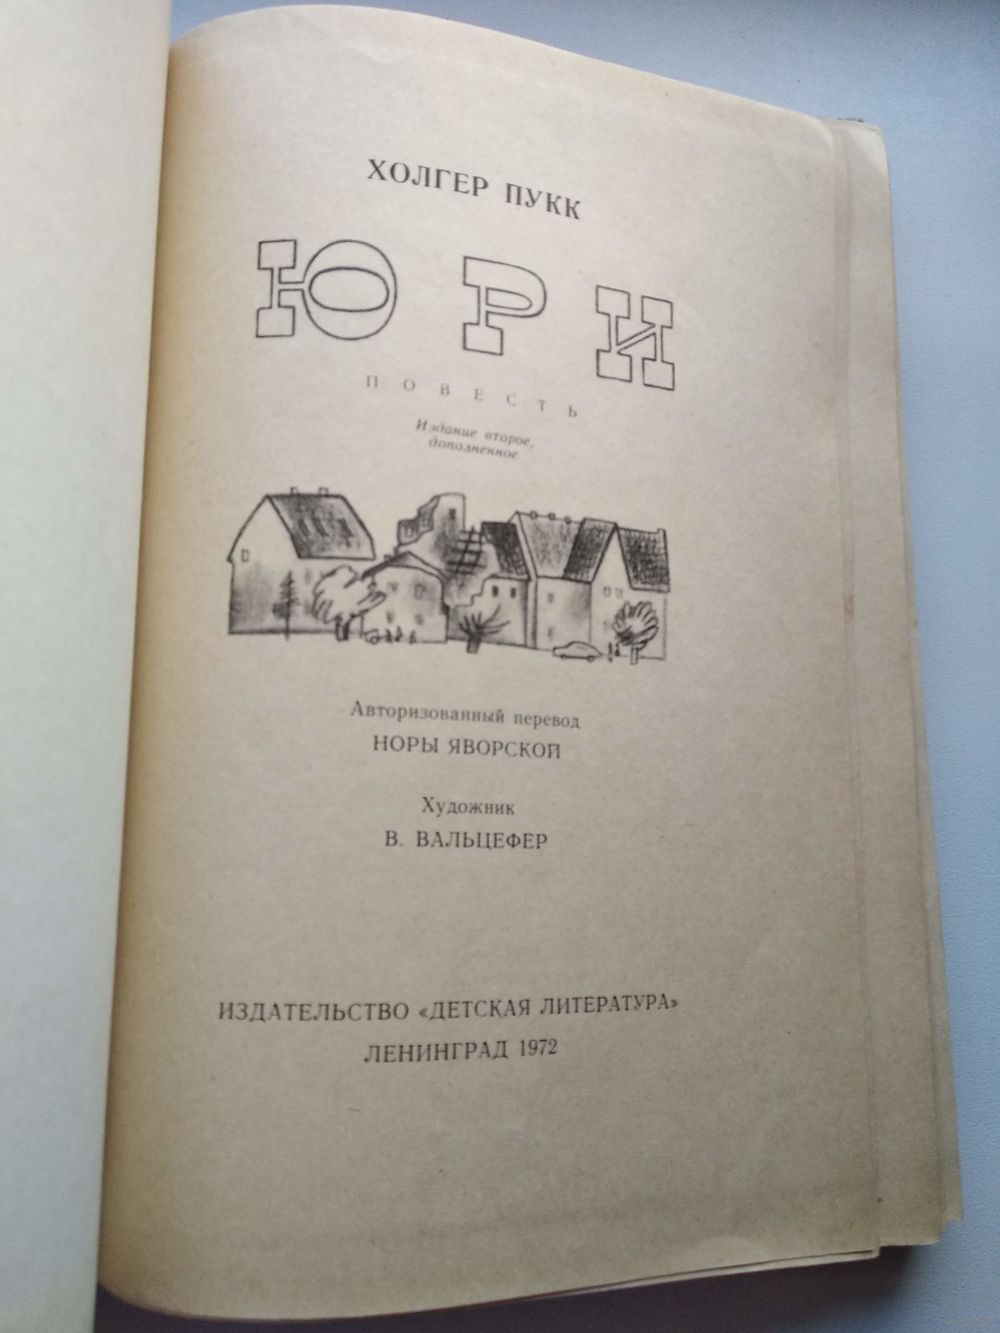 ХОЛГЕР ПУКК
ЮРИ
ПОВЕСТЬ
Издание второе,
дополненное
Авторизованный перевод
НОРЫ ЯВОРСКОЙ
Художник
В. ВАЛЬЦЕФЕР
ИЗДАТЕЛЬСТВО «ДЕТСКАЯ ЛИТЕРАТУРА»
ЛЕНИНГРАД 1972